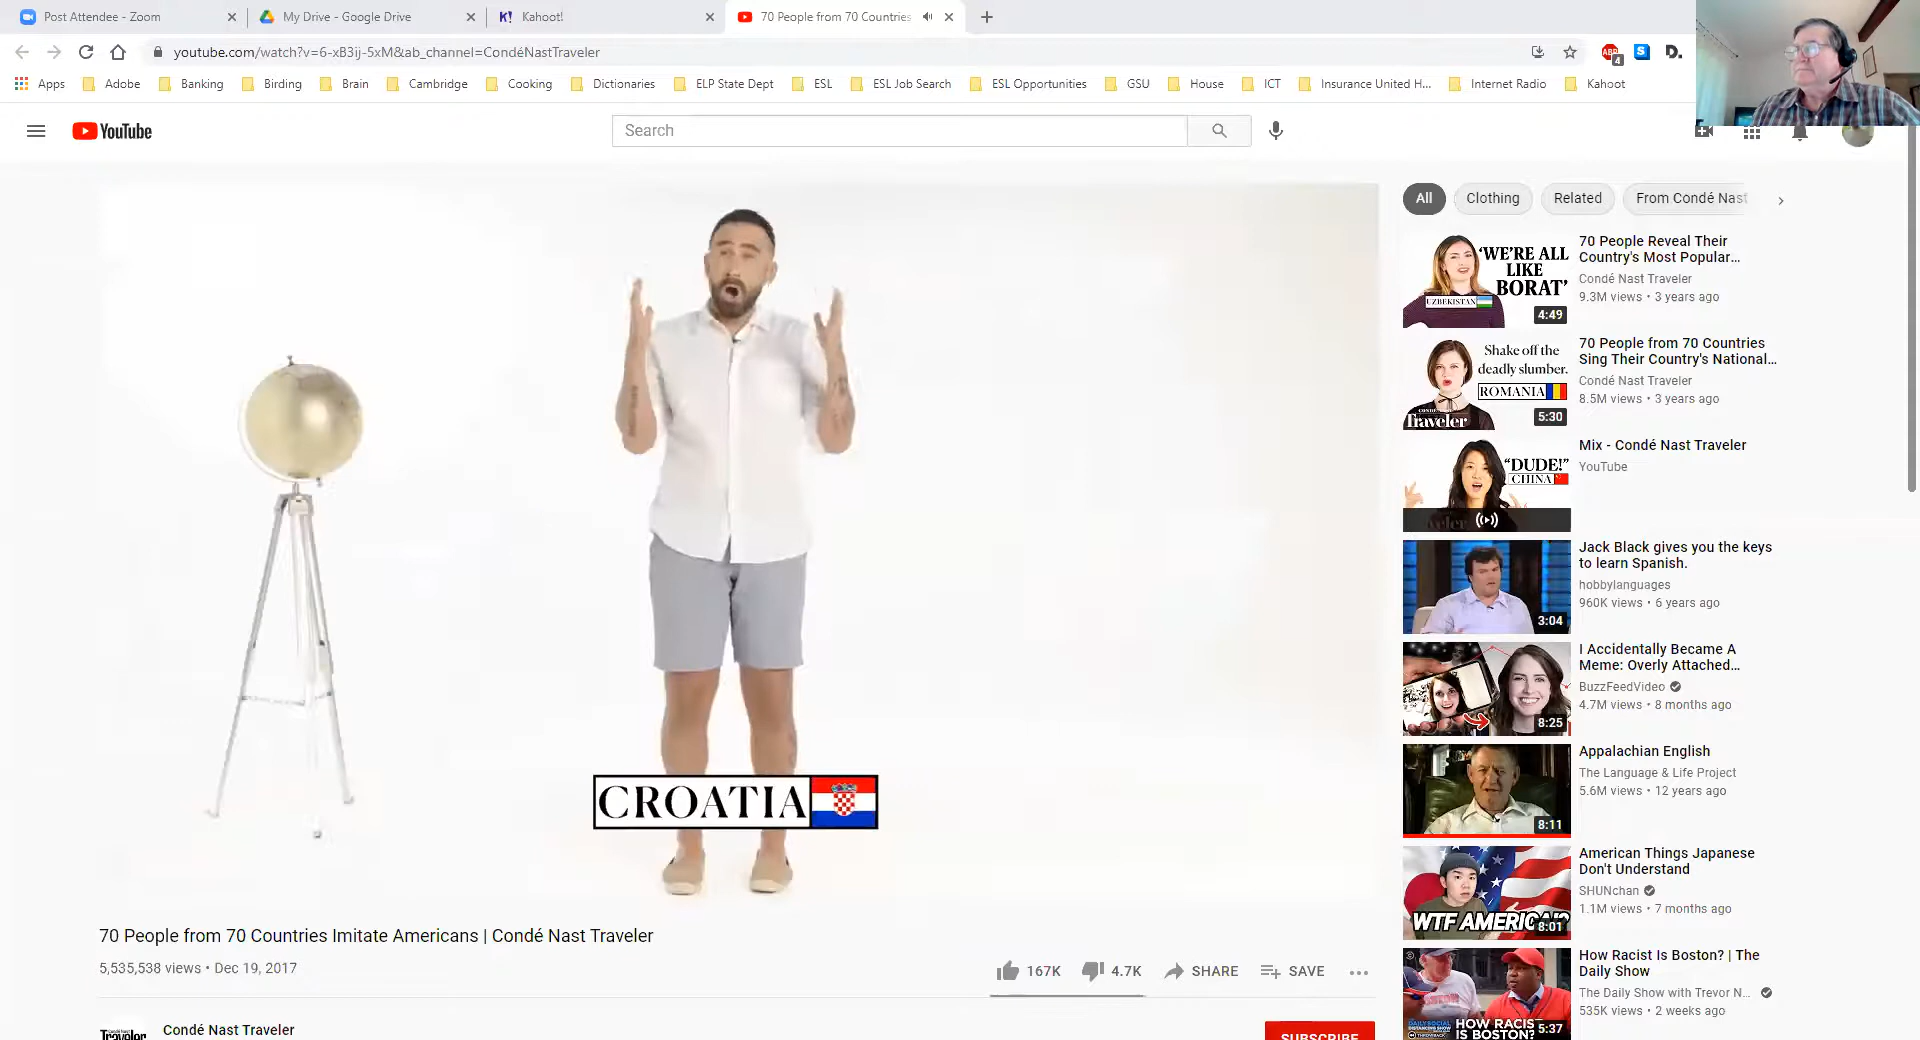 Post Attendee - Zoom
My Drive - Google Drive
Kahoot!
70 People from 70 Countries
youtube.com/watch?v=6-xB3ij-5xM&ab_channel=CondéNastTraveler
ABP
4
S
D.
Apps
Adobe
Banking
Birding
Brain
Cambridge
Cooking
Dictionaries
ELP State Dept
ESL
ESL Job Search
ESL Opportunities
GSU
House
ICT
Insurance United H...
Internet Radio
Kahoot
YouTube
Search
CROATIA
70 People from 70 Countries Imitate Americans | Condé Nast Traveler
5,535,538 views • Dec 19, 2017
167K
4.7K
SHARE
SAVE
Traveler
Condé Nast Traveler
SUBSCRIBE
All
Clothing
Related
From Condé Nast
'WE'RE ALL
LIKE
BORAT'
UZBEKISTAN
4:49
70 People Reveal Their
Country's Most Popular...
Condé Nast Traveler
9.3M views • 3 years ago
Shake off the
deadly slumber.
ROMANIA
Traveler
5:30
70 People from 70 Countries
Sing Their Country's National...
Condé Nast Traveler
8.5M views • 3 years ago
"DUDE!"
CHINA
Mix - Condé Nast Traveler
YouTube
3:04
Jack Black gives you the keys
to learn Spanish.
hobbylanguages
960K views • 6 years ago
8:25
I Accidentally Became A
Meme: Overly Attached...
BuzzFeedVideo
4.7M views • 8 months ago
8:11
Appalachian English
The Language & Life Project
5.6M views • 12 years ago
WTF AMERICA?
8:01
American Things Japanese
Don't Understand
SHUNchan
1.1M views • 7 months ago
HOW RACIST
IS BOSTON?
5:37
How Racist Is Boston? | The
Daily Show
The Daily Show with Trevor N...
535K views • 2 weeks ago